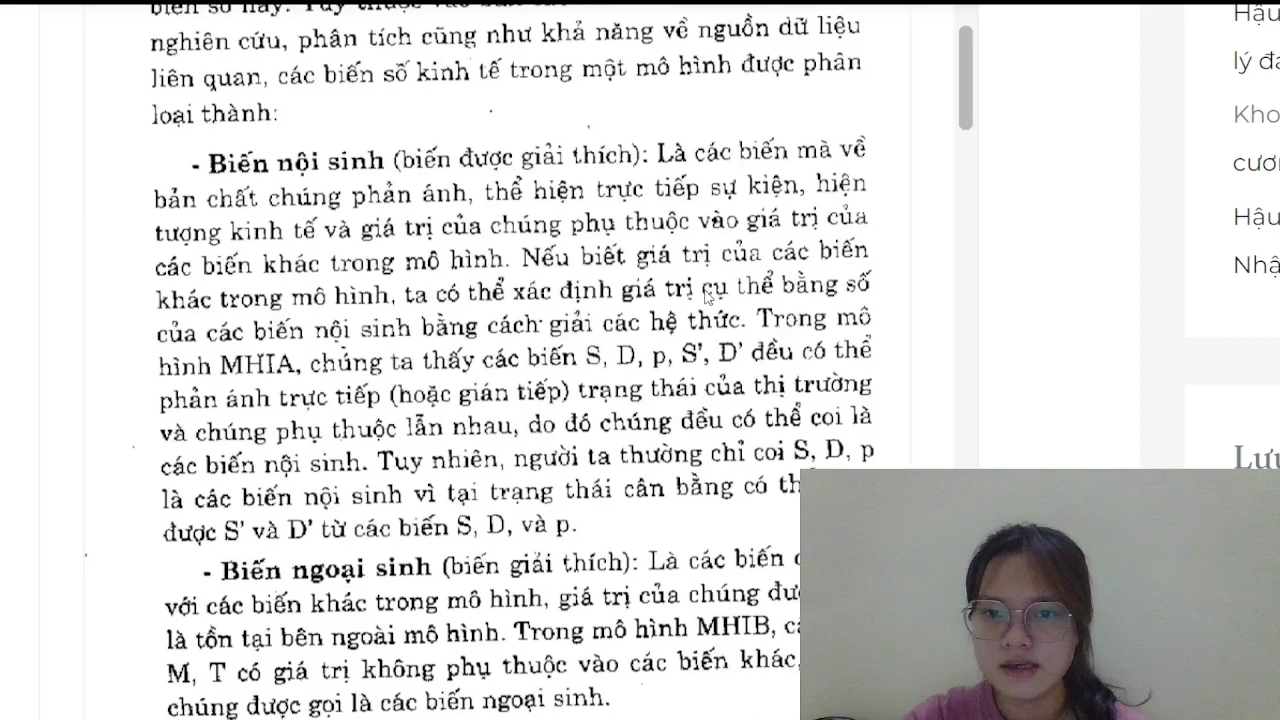 biến số này. Tùy thuộc vào
nghiên cứu, phân tích cũng như khả năng về nguồn dữ liệu
liên quan, các biến số kinh tế trong một mô hình được phân
loại thành:
- Biến nội sinh (biến được giải thích): Là các biến mà về
bản chất chúng phản ánh, thể hiện trực tiếp sự kiện, hiện
tượng kinh tế và giá trị của chúng phụ thuộc vào giá trị của
các biến khác trong mô hình. Nếu biết giá trị của các biến
khác trong mô hình, ta có thể xác định giá trị cụ thể bằng số
của các biến nội sinh bằng cách giải các hệ thức. Trong mô
hình MHIA, chúng ta thấy các biến S, D, p, S', D' đều có thể
phản ánh trực tiếp (hoặc gián tiếp) trạng thái của thị trường
và chúng phụ thuộc lẫn nhau, do đó chúng đều có thể coi là
các biến nội sinh. Tuy nhiên, người ta thường chỉ coi S, D, p
là các biến nội sinh vì tại trạng thái cân bằng có th
được S' và D' từ các biến S, D, và p.
- Biến ngoại sinh (biến giải thích): Là các biến
với các biến khác trong mô hình, giá trị của chúng đư
là tồn tại bên ngoài mô hình. Trong mô hình MHIB, cá
M, T có giá trị không phụ thuộc vào các biến khác,
chúng được gọi là các biến ngoại sinh.
Hậu
lý đa
Kho
cươn
Hậu
Nhậ
Lưu